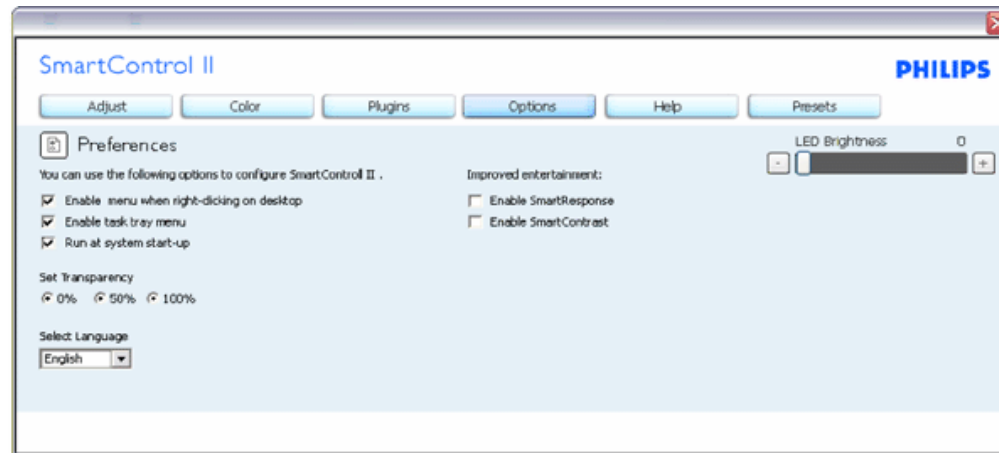 SmartControl II
PHILIPS
Adjust Color Plugins Options Help Presets
Preferences
LED Brightness 0
- +
You can use the following options to configure SmartControl II .
Improved entertainment:
Enable menu when right-clicking on desktop
Enable SmartResponse
Enable task tray menu
Enable SmartContrast
Run at system start-up
Set Transparency
0% 50% 100%
Select Language
English